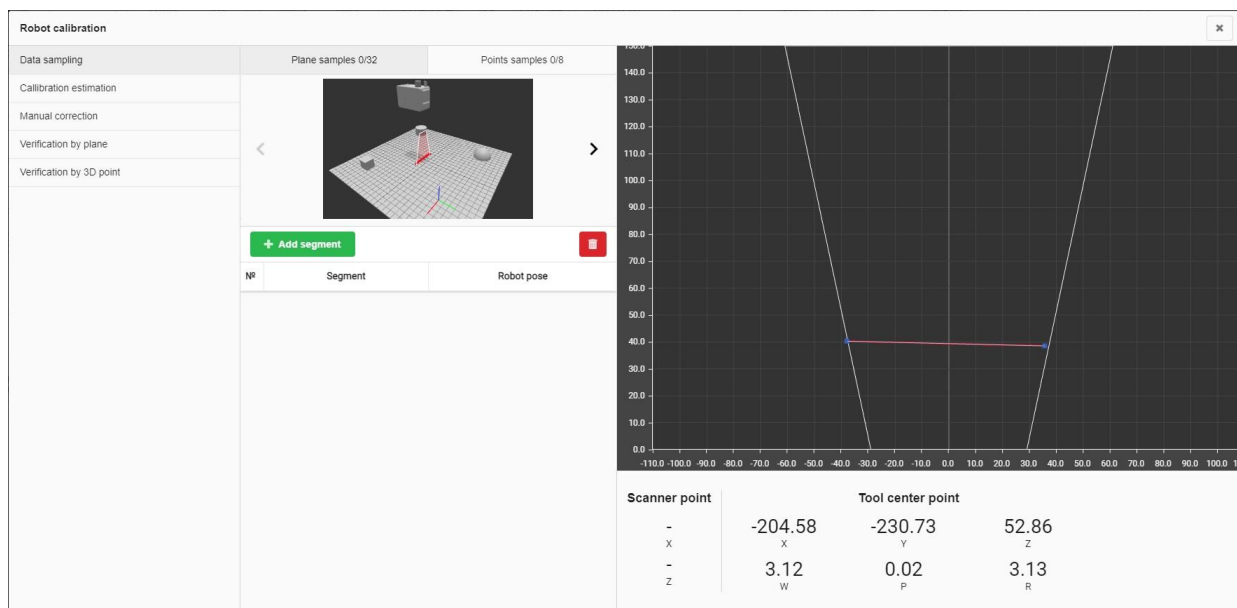 Robot calibration
Data sampling
Callibration estimation
Manual correction
Verification by plane
Verification by 3D point
Plane samples 0/32
Points samples 0/8
+ Add segment
Nº Segment Robot pose
150.0
140.0
130.0
120.0
110.0
100.0
90.0
80.0
70.0
60.0
50.0
40.0
30.0
20.0
10.0
0.0
-110.0 -100.0 -90.0 -80.0 -70.0 -60.0 -50.0 -40.0 -30.0 -20.0 -10.0 0.0 10.0 20.0 30.0 40.0 50.0 60.0 70.0 80.0 90.0 100.0
Scanner point Tool center point
- -204.58 -230.73 52.86
X X Y Z
- 3.12 0.02 3.13
Z W P R